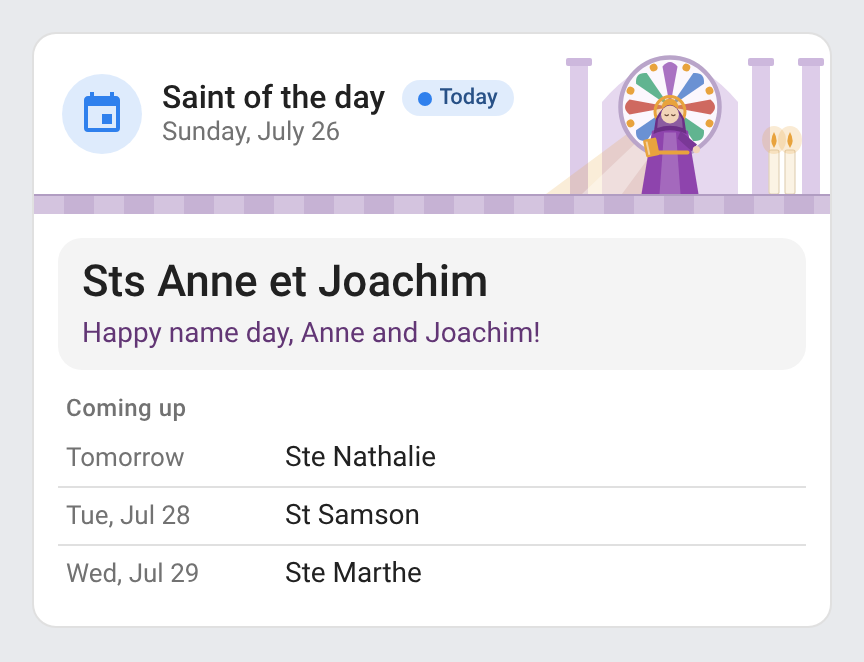 Saint of the day
Today
Sunday, July 26
Sts Anne et Joachim
Happy name day, Anne and Joachim!
Coming up
Tomorrow Ste Nathalie
Tue, Jul 28 St Samson
Wed, Jul 29 Ste Marthe